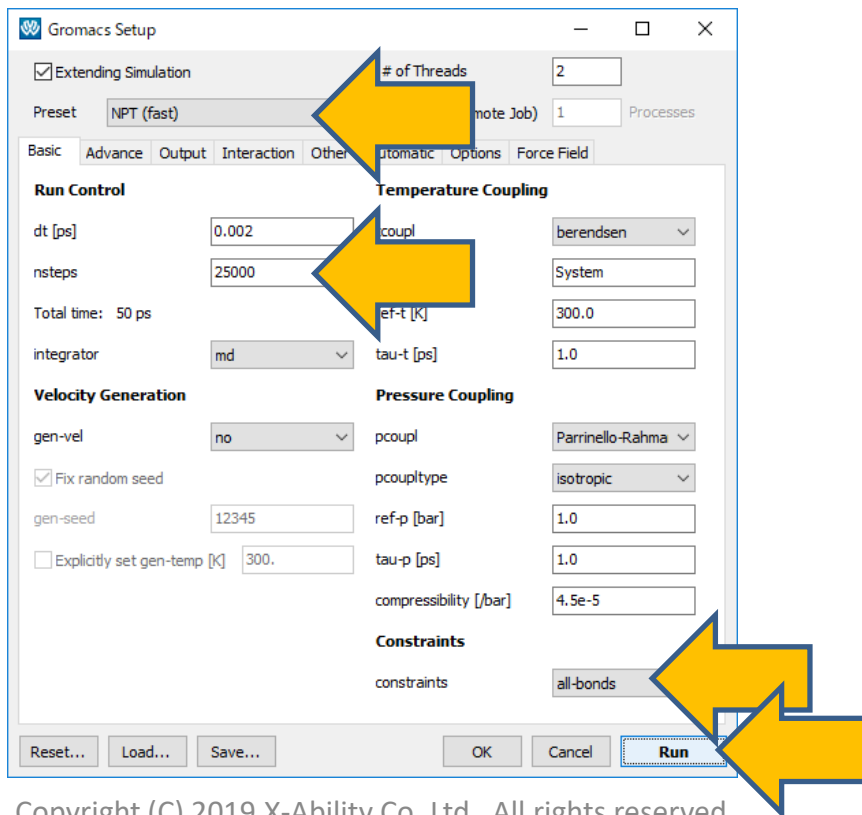 Gromacs Setup
Extending Simulation # of Threads 2
Preset NPT (fast) mote Job) 1 Processes
Basic Advance Output Interaction Other utomatic Options Force Field
Run Control Temperature Coupling
dt [ps] 0.002 coupl berendsen
nsteps 25000 System
Total time: 50 ps ref-t [K] 300.0
integrator md tau-t [ps] 1.0
Velocity Generation Pressure Coupling
gen-vel no pcoupl Parrinello-Rahma
Fix random seed pcoupltype isotropic
gen-seed 12345 ref-p [bar] 1.0
Explicitly set gen-temp [K] 300. tau-p [ps] 1.0
compressibility [/bar] 4.5e-5
Constraints
constraints all-bonds
Reset... Load... Save... OK Cancel Run
Copyright (C) 2019 X-Ability Co.,Ltd. All rights reserved